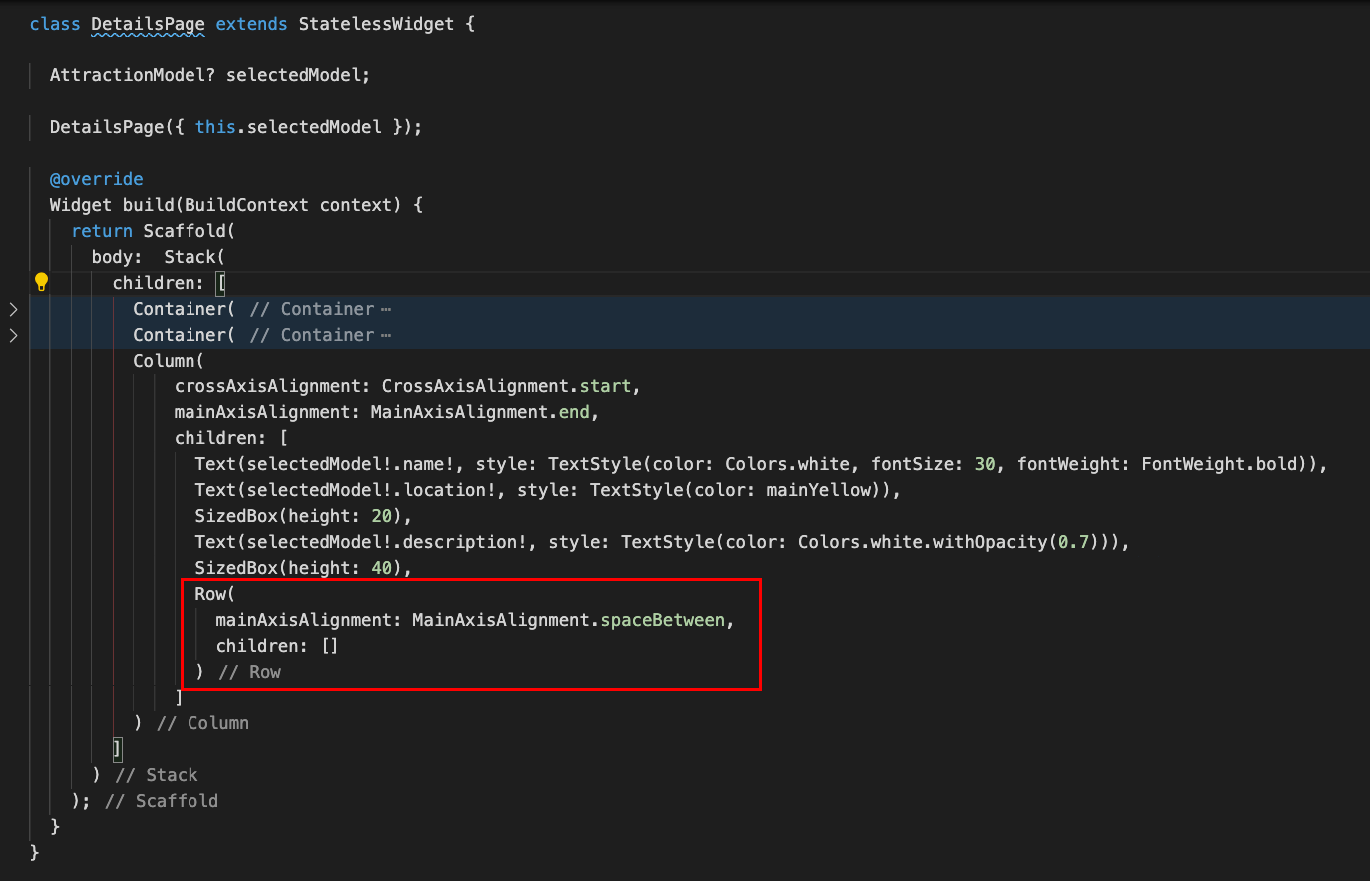 class DetailsPage extends StatelessWidget {
AttractionModel? selectedModel;
DetailsPage({ this.selectedModel });
@override
Widget build(BuildContext context) {
return Scaffold(
body:  Stack(
children: [
Container( // Container ⋯
Container( // Container ⋯
Column(
crossAxisAlignment: CrossAxisAlignment.start,
mainAxisAlignment: MainAxisAlignment.end,
children: [
Text(selectedModel!.name!, style: TextStyle(color: Colors.white, fontSize: 30, fontWeight: FontWeight.bold)),
Text(selectedModel!.location!, style: TextStyle(color: mainYellow)),
SizedBox(height: 20),
Text(selectedModel!.description!, style: TextStyle(color: Colors.white.withOpacity(0.7))),
SizedBox(height: 40),
Row(
mainAxisAlignment: MainAxisAlignment.spaceBetween,
children: []
) // Row
]
) // Column
]
) // Stack
); // Scaffold
}
}